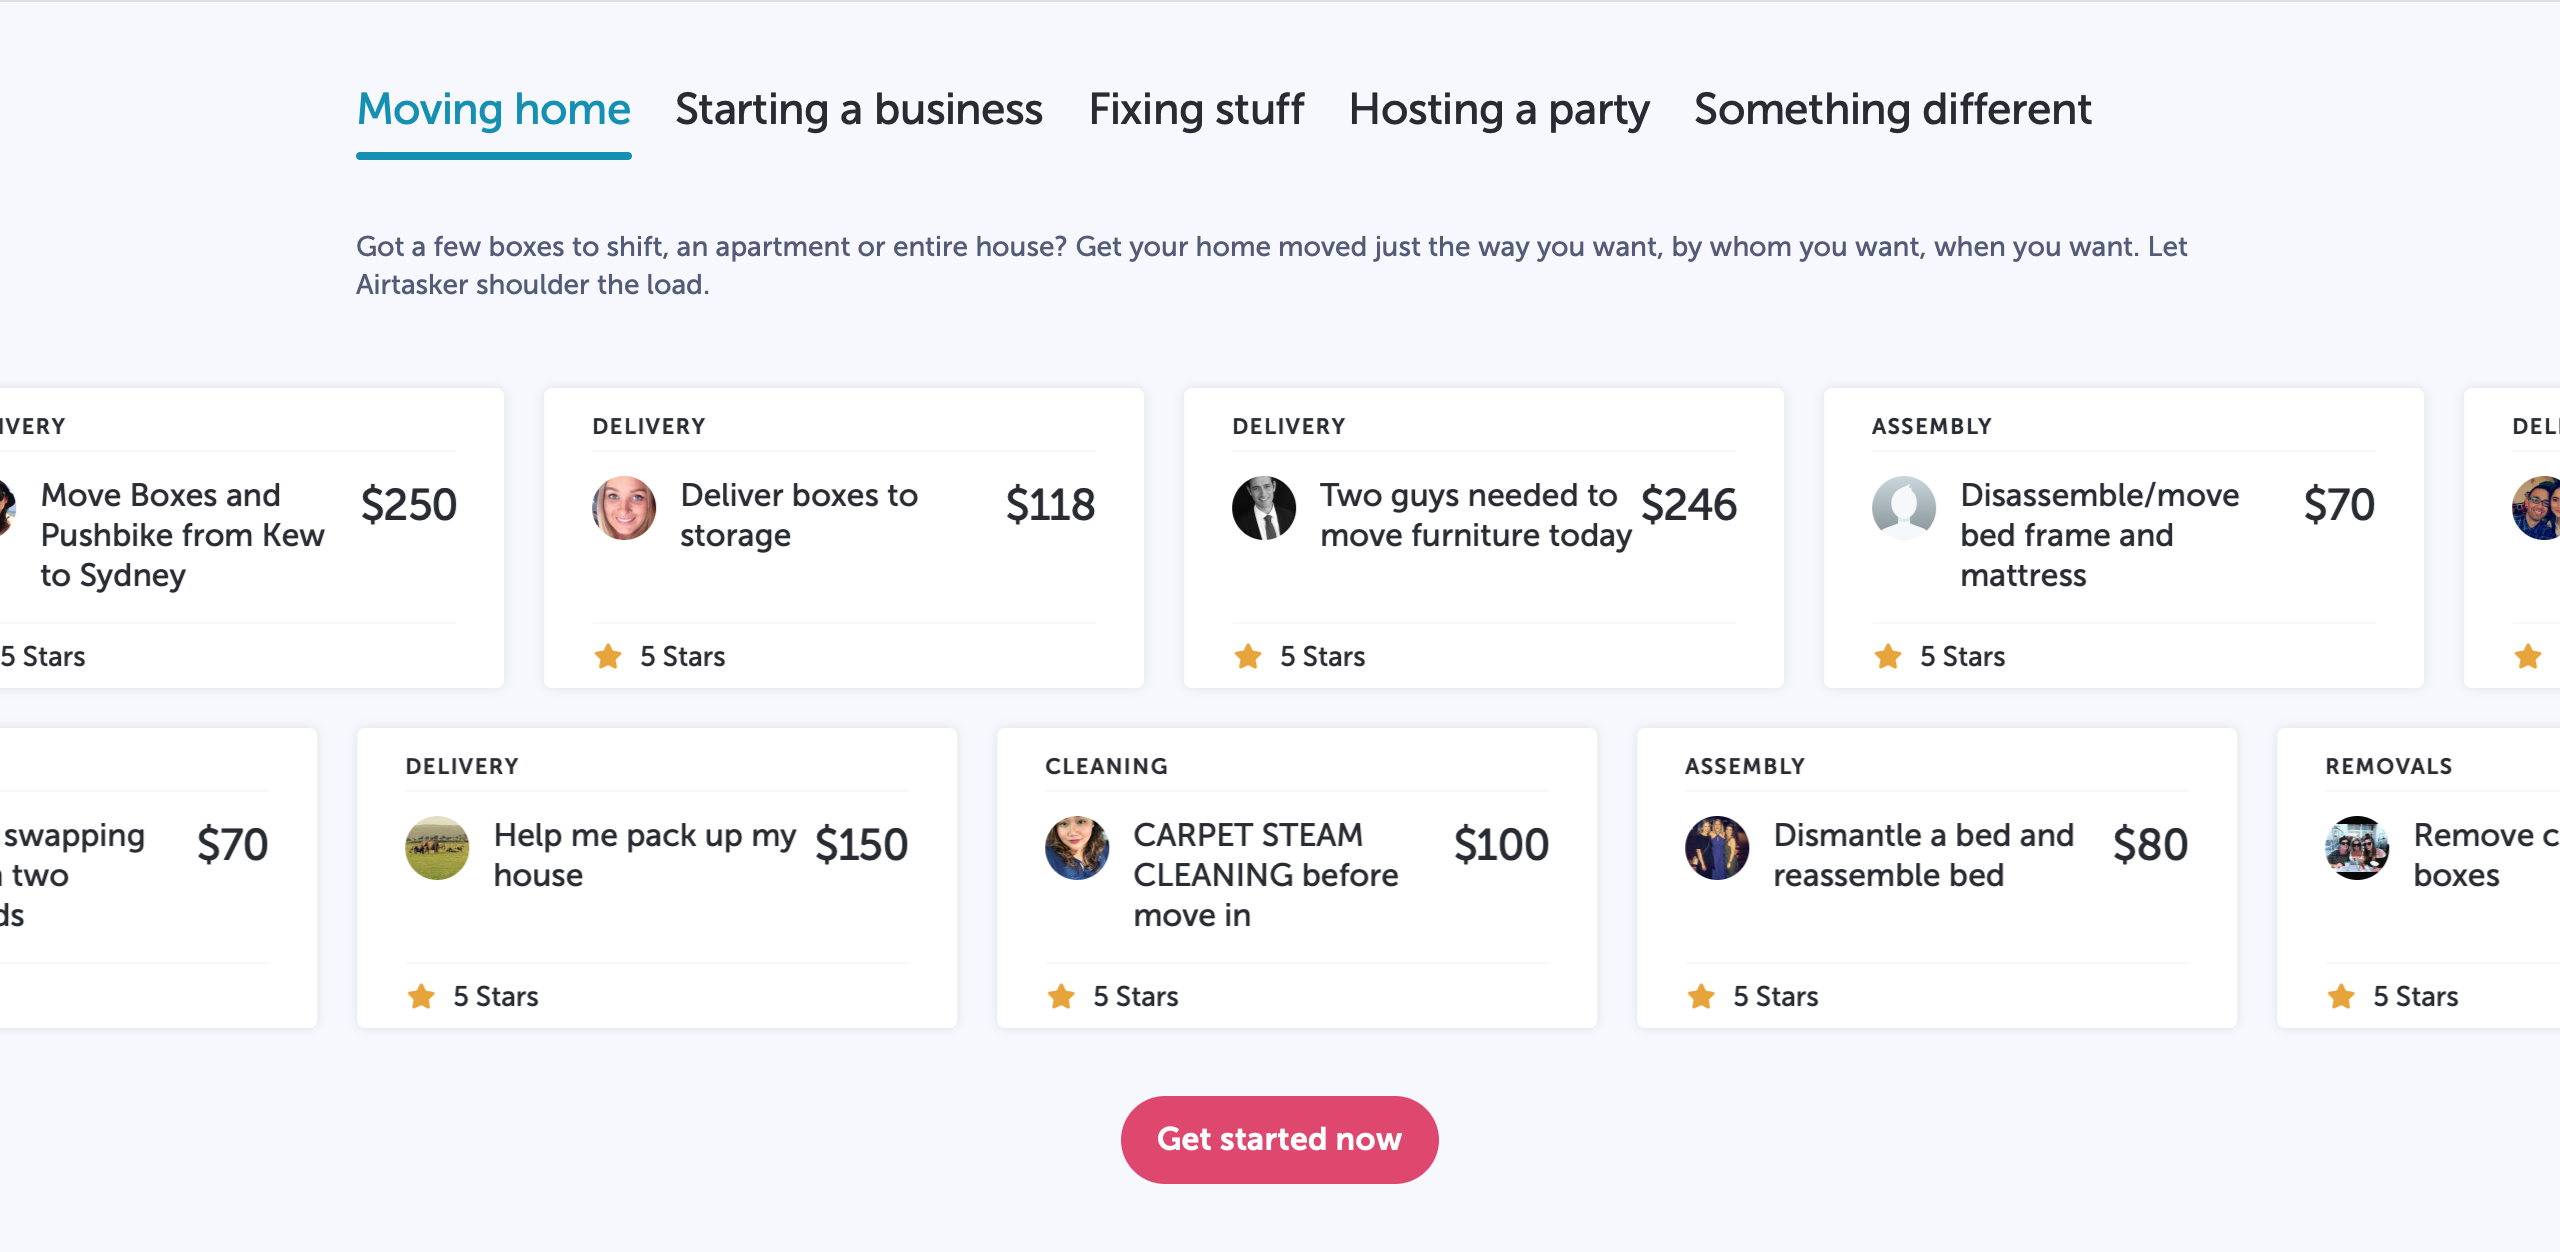 Moving home Starting a business Fixing stuff Hosting a party Something different
Got a few boxes to shift, an apartment or entire house? Get your home moved just the way you want, by whom you want, when you want. Let
Airtasker shoulder the load.
Move Boxes and
Pushbike from Kew
to Sydney
$250
5 Stars
DELIVERY
Deliver boxes to
storage
$118
5 Stars
DELIVERY
Two guys needed to
move furniture today
$246
5 Stars
ASSEMBLY
Disassemble/move
bed frame and
mattress
$70
5 Stars
swapping
two
$70
DELIVERY
Help me pack up my
house
$150
5 Stars
CLEANING
CARPET STEAM
CLEANING before
move in
$100
5 Stars
ASSEMBLY
Dismantle a bed and
reassemble bed
$80
5 Stars
REMOVALS
Remove
boxes
5 Stars
Get started now